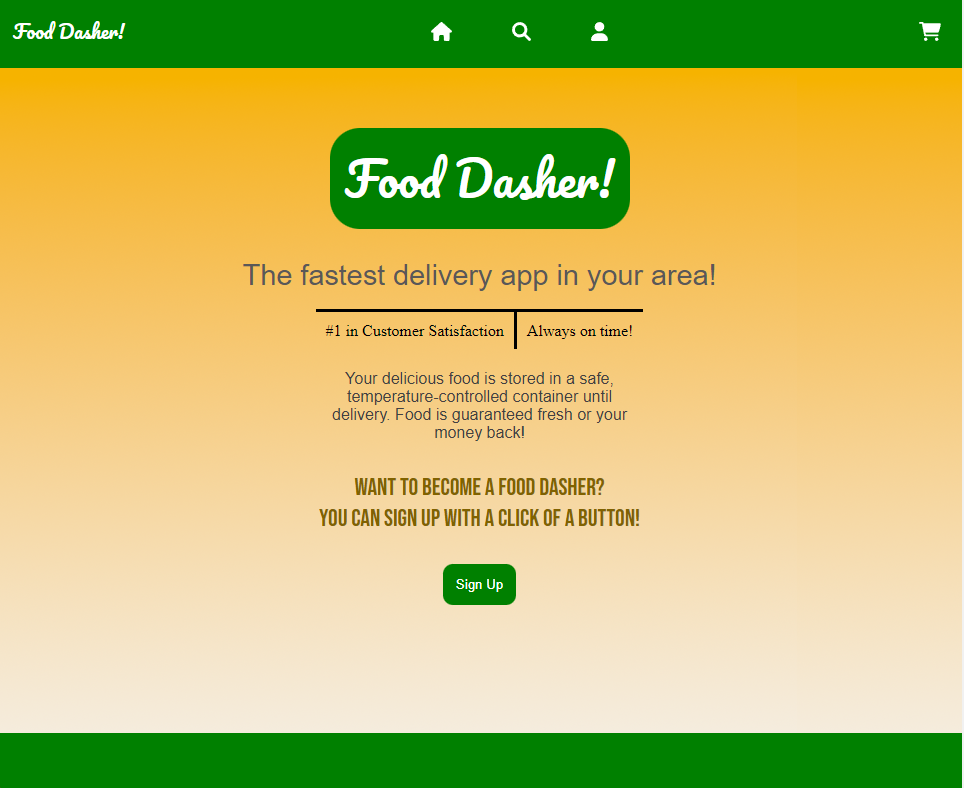 Food Dasher!
Food Dasher!
The fastest delivery app in your area!
#1 in Customer Satisfaction
Always on time!
Your delicious food is stored in a safe,
temperature-controlled container until
delivery. Food is guaranteed fresh or your
money back!
WANT TO BECOME A FOOD DASHER?
YOU CAN SIGN UP WITH A CLICK OF A BUTTON!
Sign Up